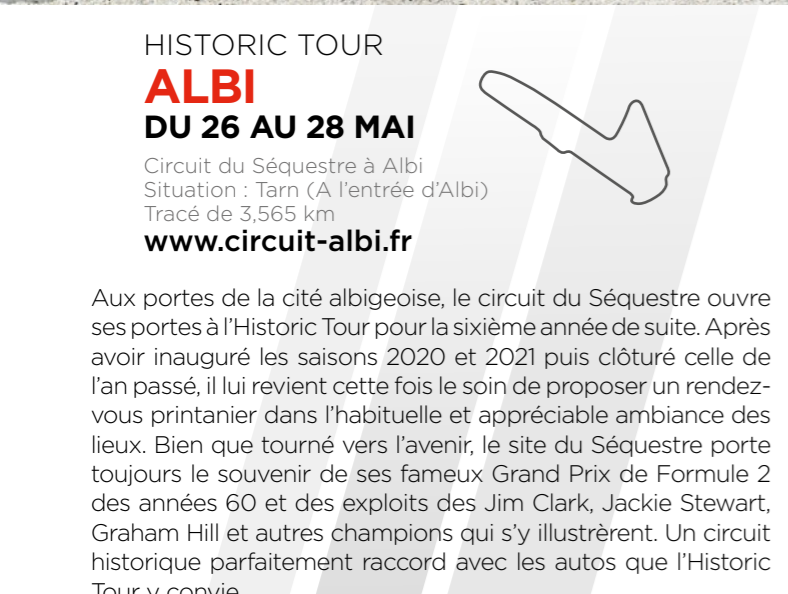 HISTORIC TOUR
ALBI
DU 26 AU 28 MAI
Circuit du Séquestre à Albi
Situation : Tarn (A l'entrée d'Albi)
Tracé de 3,565 km
www.circuit-albi.fr
Aux portes de la cité albigeoise, le circuit du Séquestre ouvre
ses portes à l'Historic Tour pour la sixième année de suite. Après
avoir inauguré les saisons 2020 et 2021 puis clôturé celle de
l'an passé, il lui revient cette fois le soin de proposer un rendez-
vous printanier dans l'habituelle et appréciable ambiance des
lieux. Bien que tourné vers l'avenir, le site du Séquestre porte
toujours le souvenir de ses fameux Grand Prix de Formule 2
des années 60 et des exploits des Jim Clark, Jackie Stewart,
Graham Hill et autres champions qui s'y illustrèrent. Un circuit
historique parfaitement raccord avec les autos que l'Historic
Tour y convie.